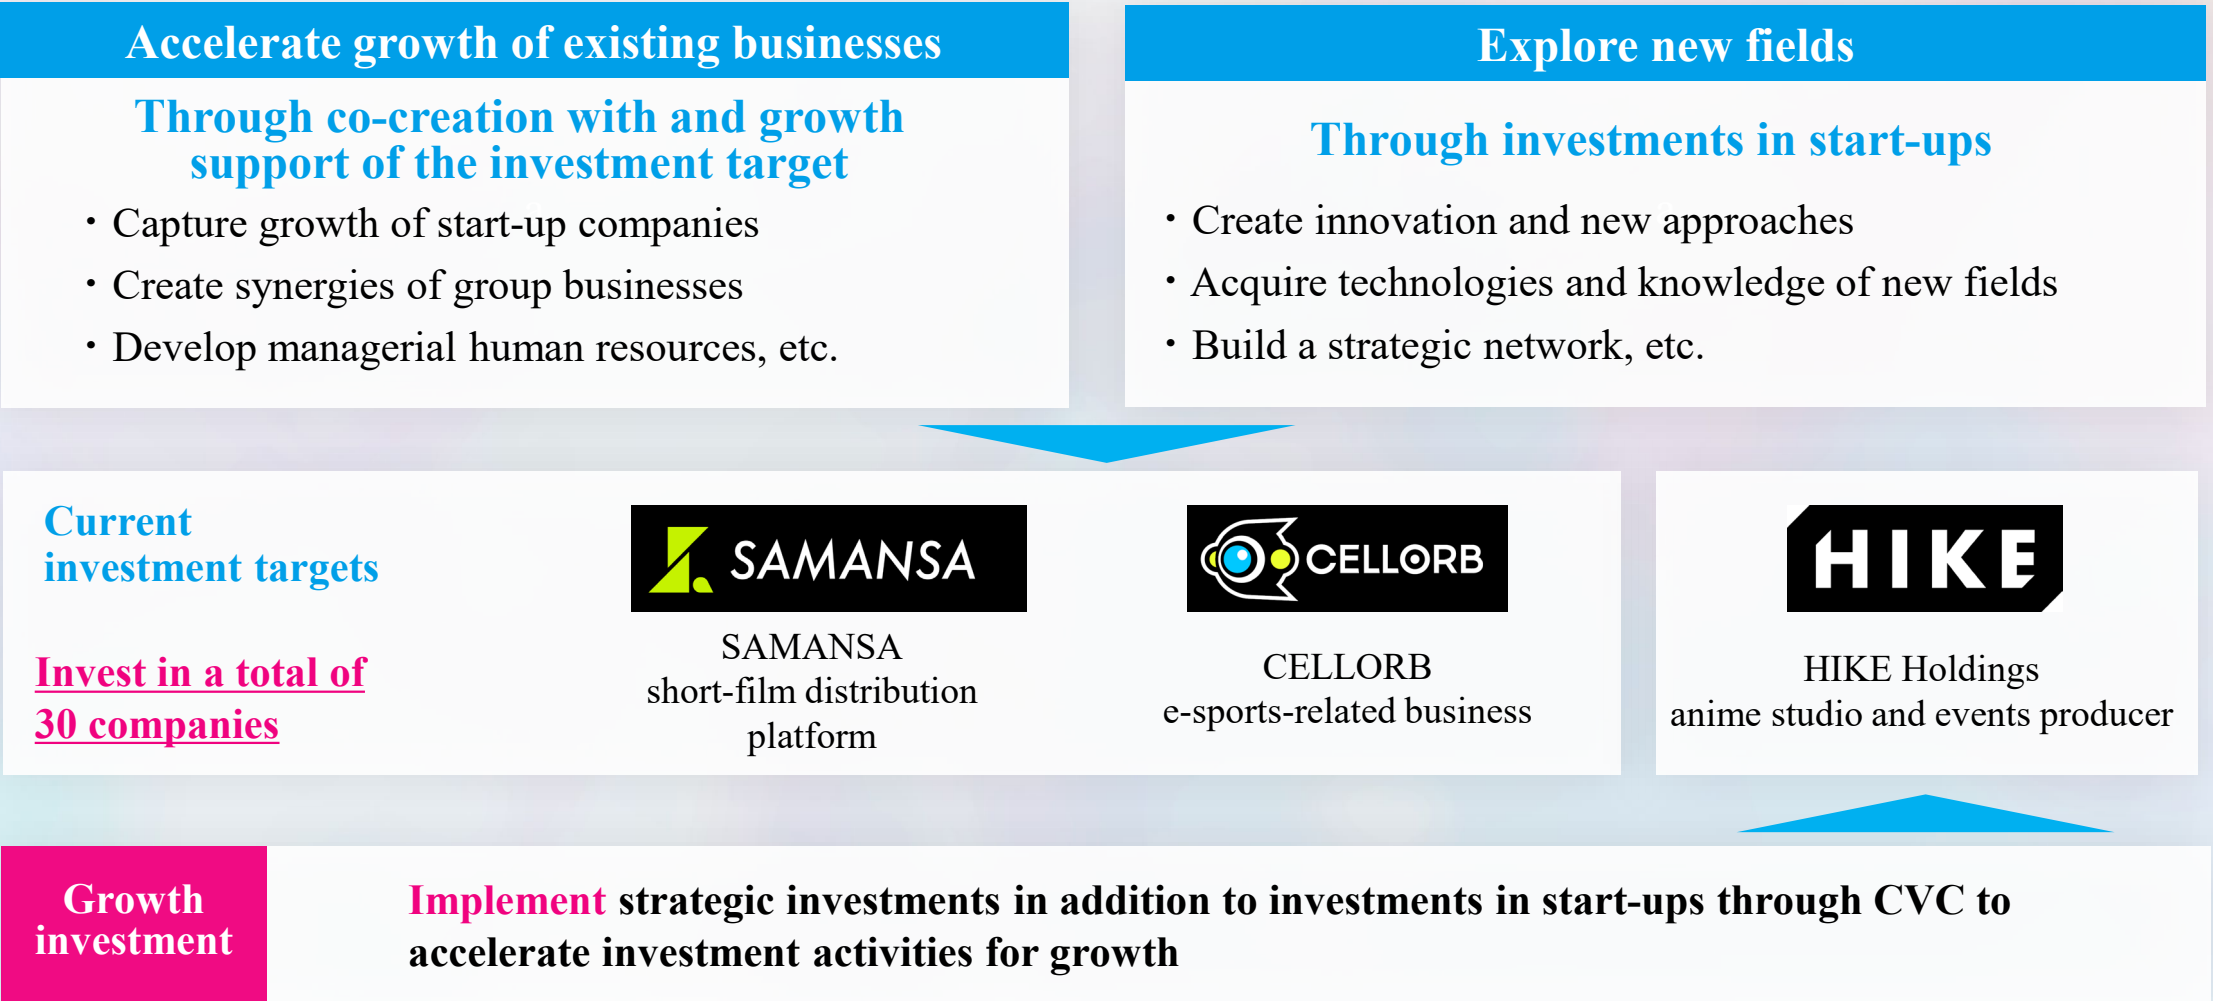 Accelerate growth of existing businesses
Through co-creation with and growth
support of the investment target
・Capture growth of start-up companies
・Create synergies of group businesses
・Develop managerial human resources, etc.
Explore new fields
Through investments in start-ups
・Create innovation and new approaches
・Acquire technologies and knowledge of new fields
・Build a strategic network, etc.
Current
investment targets
Invest in a total of
30 companies
SAMANSA
SAMANSA
short-film distribution
platform
CELLORB
CELLORB
e-sports-related business
HIKE
HIKE Holdings
anime studio and events producer
Growth
investment
Implement strategic investments in addition to investments in start-ups through CVC to
accelerate investment activities for growth